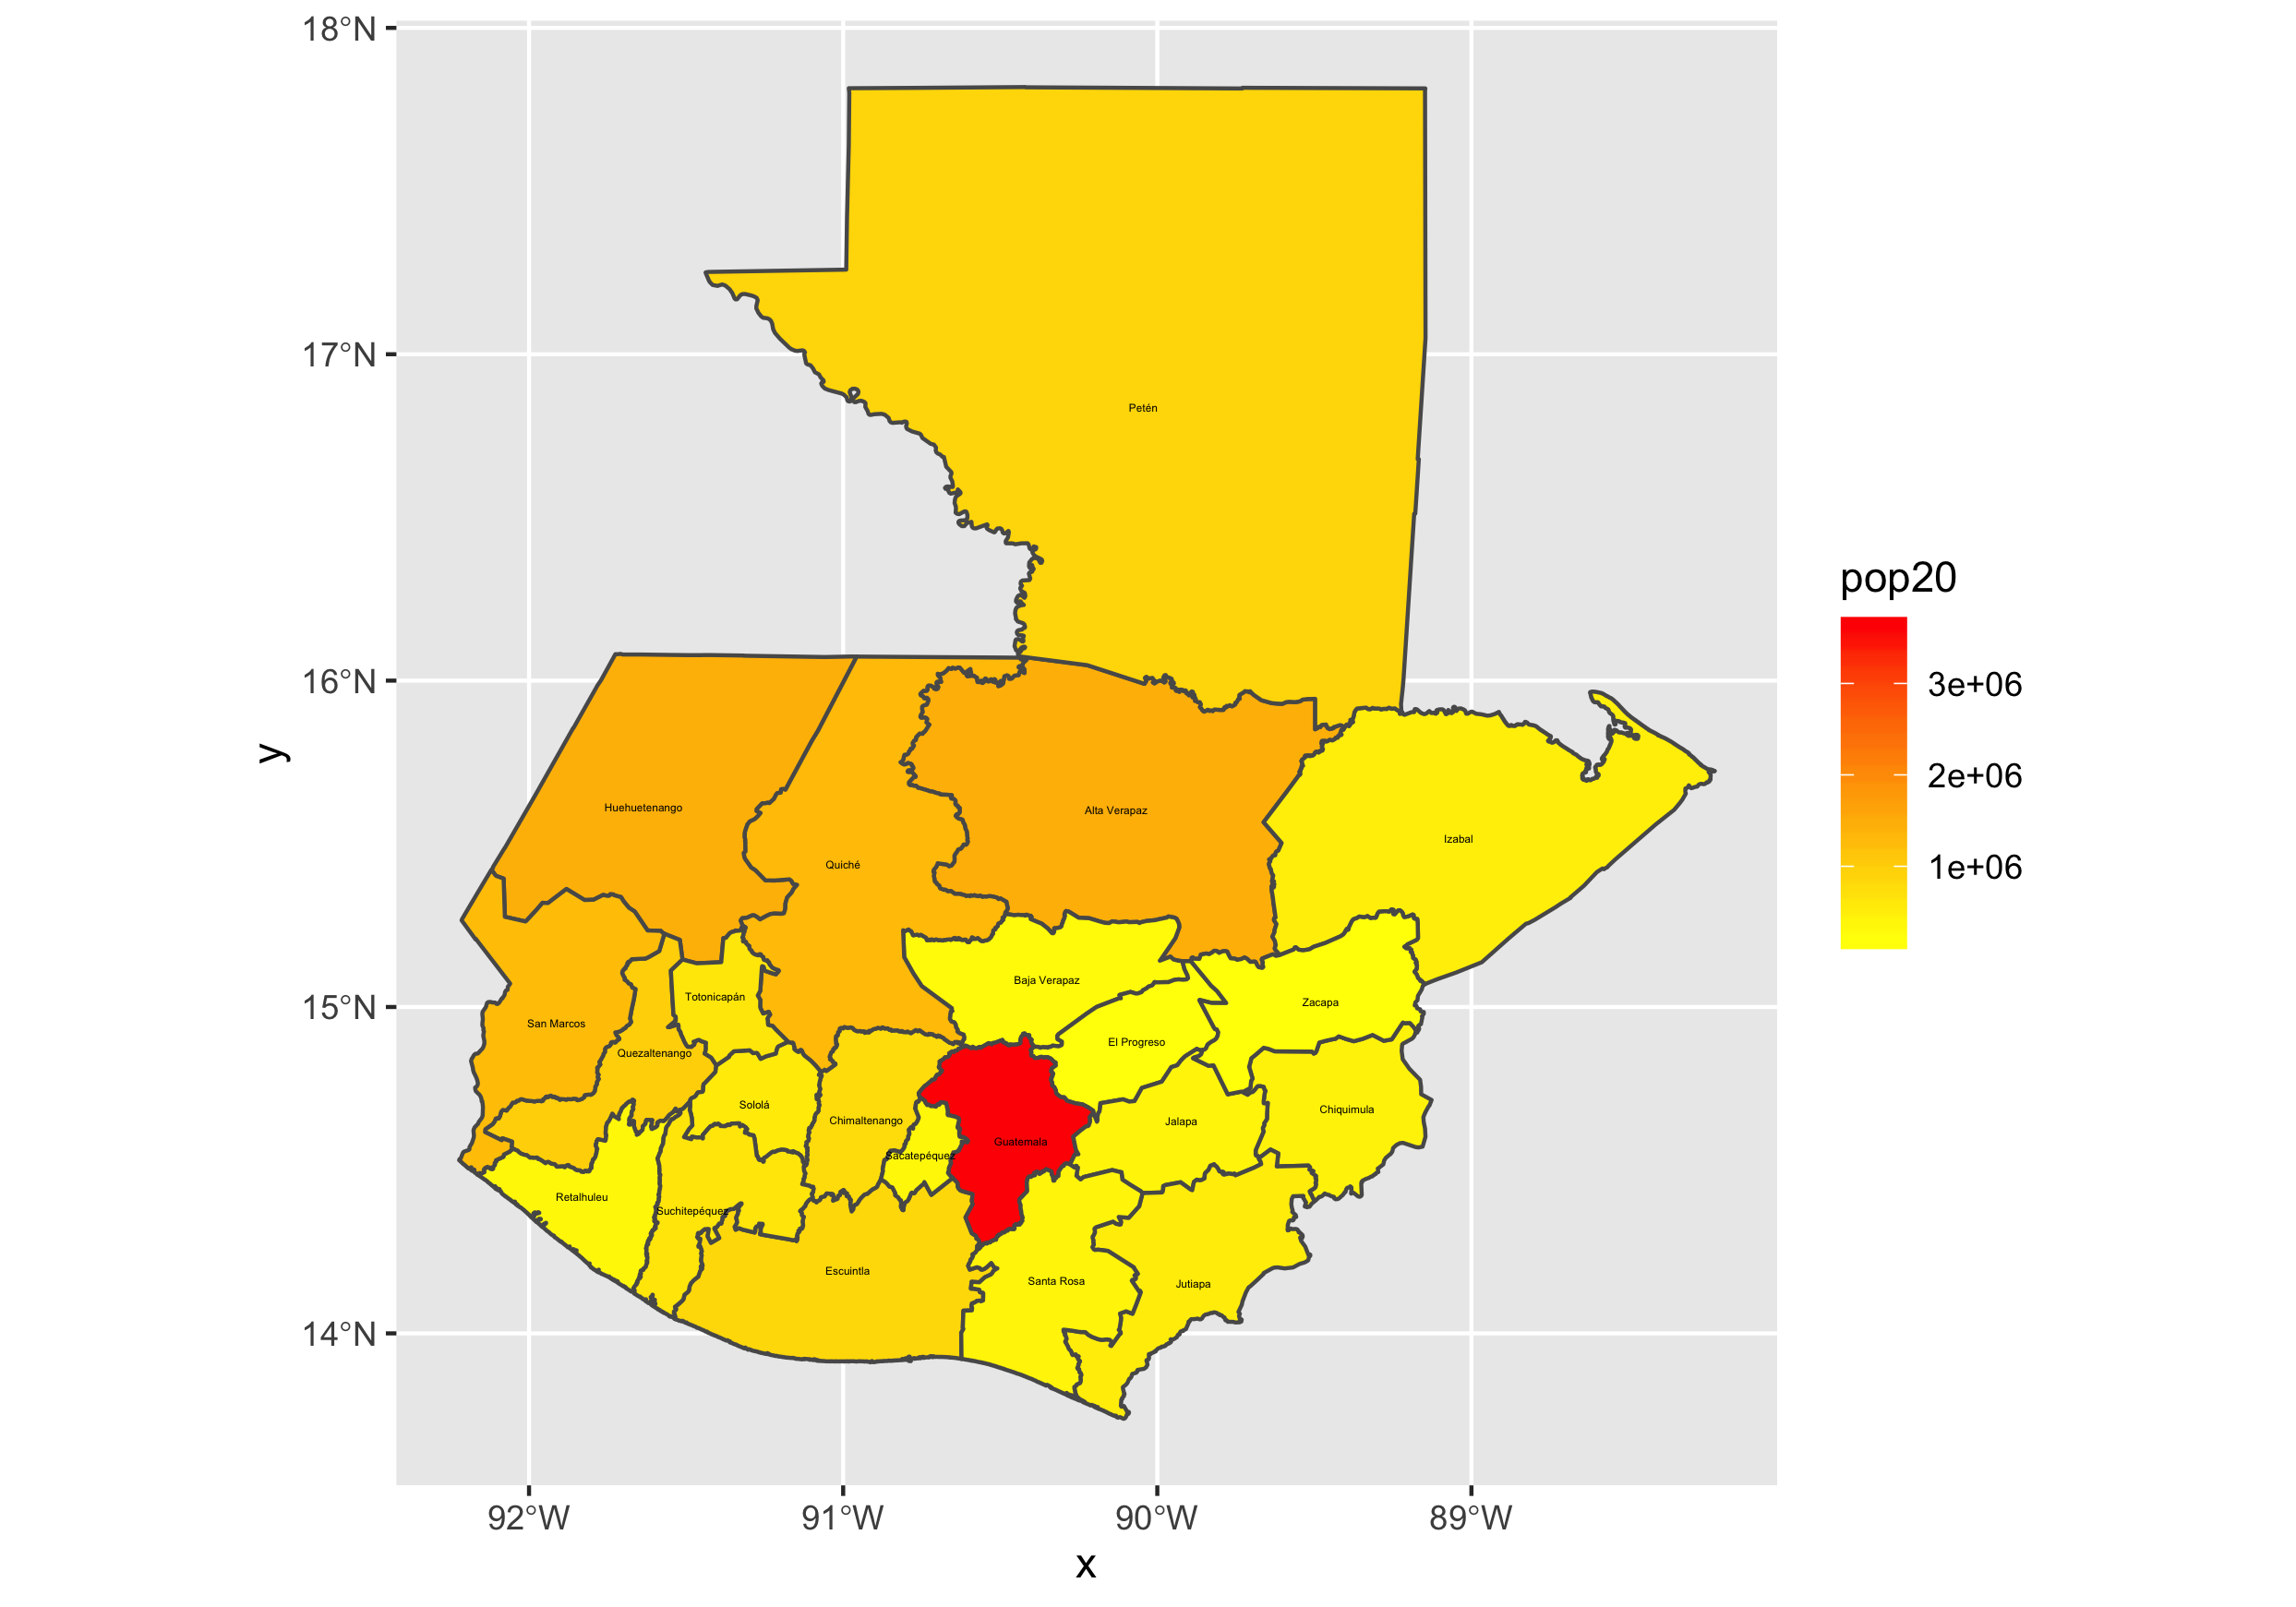 18°N
17°N
16°N
15°N
14°N
y
Petén
Huehuetenango
Alta Verapaz
Izabal
Quiché
Baja Verapaz
Totonicapán
Zacapa
San Marcos
El Progreso
Quezaltenango
Sololá
Chiquimula
Chimaltenango
Jalapa
Guatemala
Sacatepéquez
Retalhuleu
Suchitepéquez
Escuintla
Santa Rosa
Jutiapa
92°W 91°W 90°W 89°W
x
pop20
3e+06
2e+06
1e+06